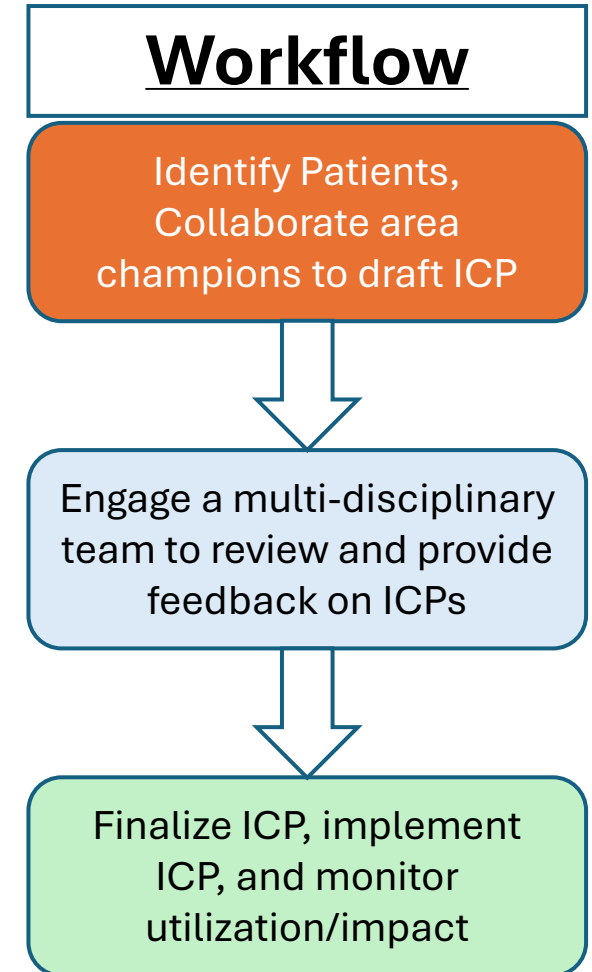 Workflow
Identify Patients,
Collaborate area
champions to draft ICP
Engage a multi-disciplinary
team to review and provide
feedback on ICPs
Finalize ICP, implement
ICP, and monitor
utilization/impact